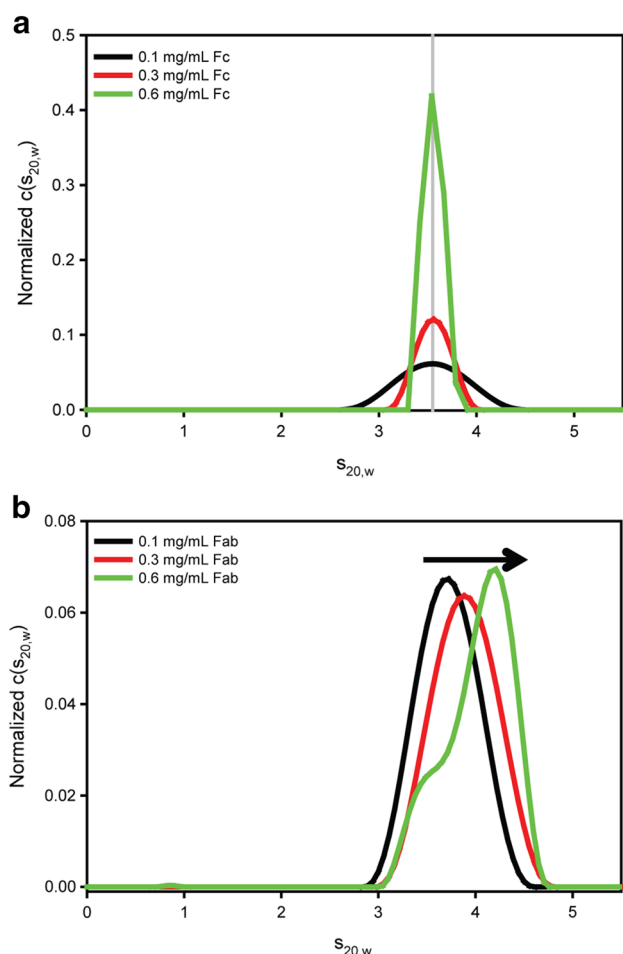 a
0.5
0.1 mg/mL Fc
0.3 mg/mL Fc
0.6 mg/mL Fc
0.4
0.3
0.2
0.1
0.0
Normalized c(s20,w)
0 1 2 3 4 5
s20,w
b
0.08
0.1 mg/mL Fab
0.3 mg/mL Fab
0.6 mg/mL Fab
0.06
0.04
0.02
0.00
Normalized c(s20,w)
0 1 2 3 4 5
s20,w